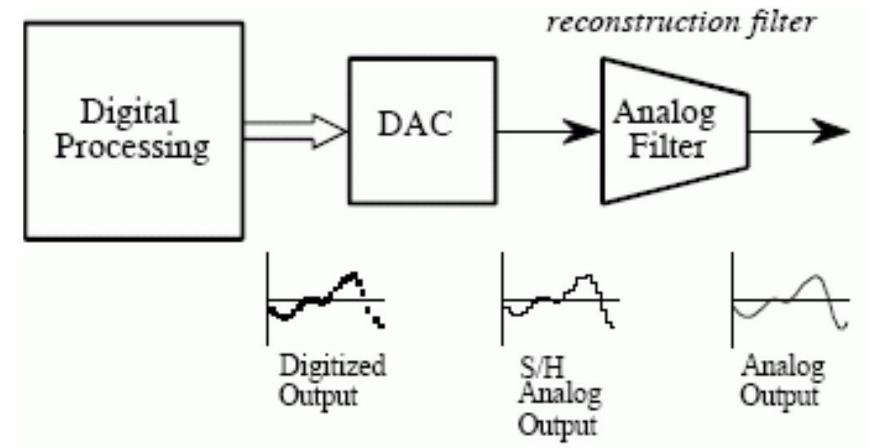 reconstruction filter
Digital
Processing
DAC
Analog
Filter
Digitized
Output
S/H
Analog
Output
Analog
Output